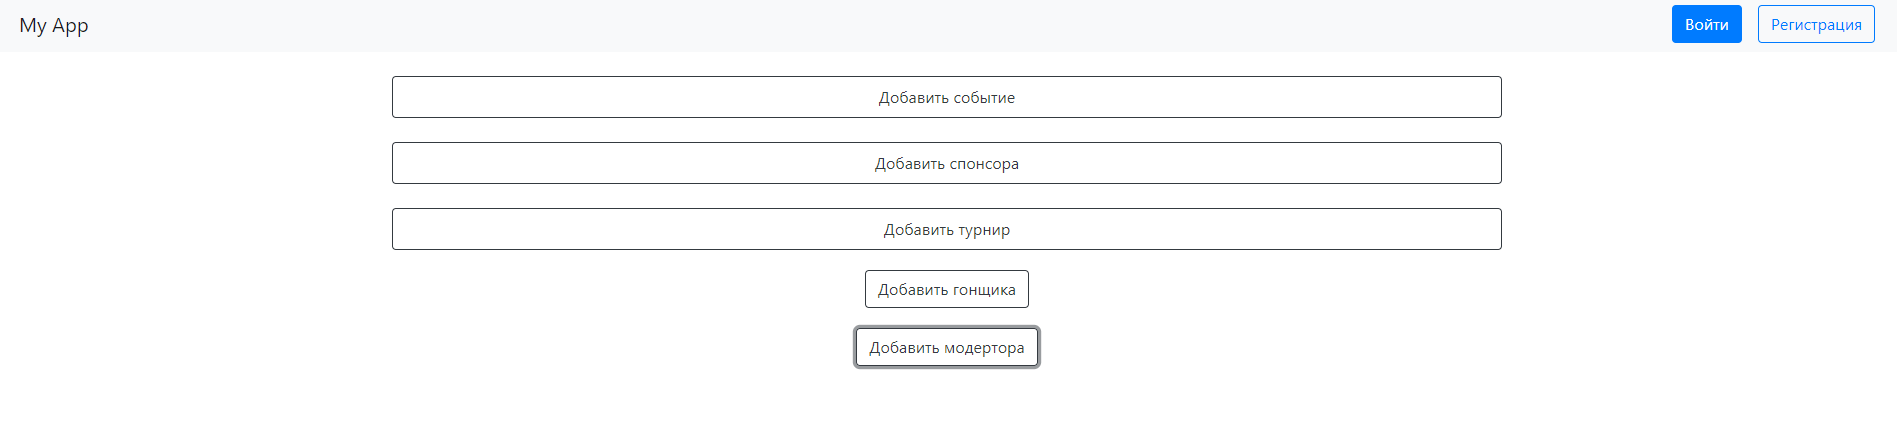 My App
Войти
Регистрация
Добавить событие
Добавить спонсора
Добавить турнир
Добавить гонщика
Добавить модертора